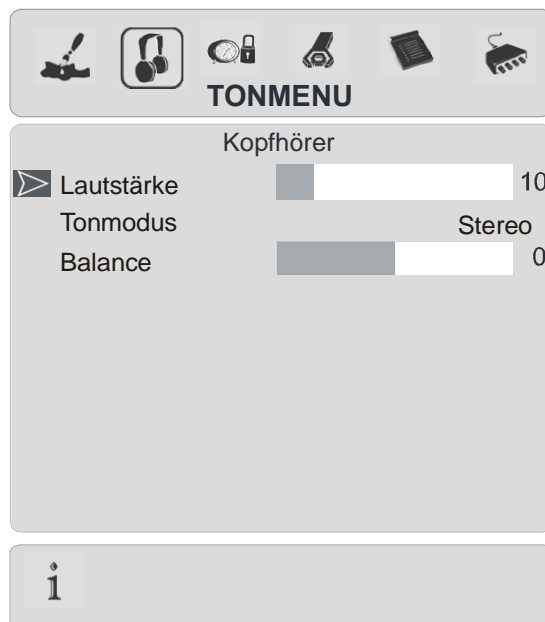 TONMENU
Kopfhörer
Lautstärke 10
Tonmodus Stereo
Balance 0
i